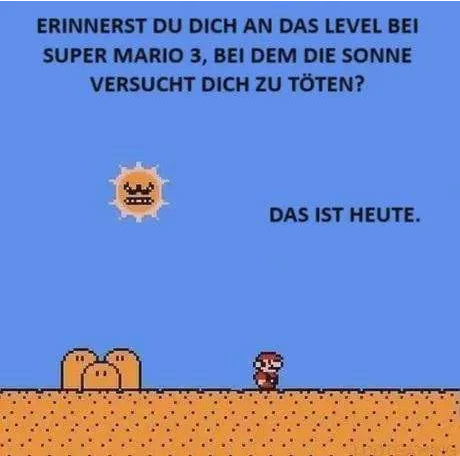 ERINNERST DU DICH AN DAS LEVEL BEI
SUPER MARIO 3, BEI DEM DIE SONNE
VERSUCHT DICH ZU TÖTEN?
DAS IST HEUTE.